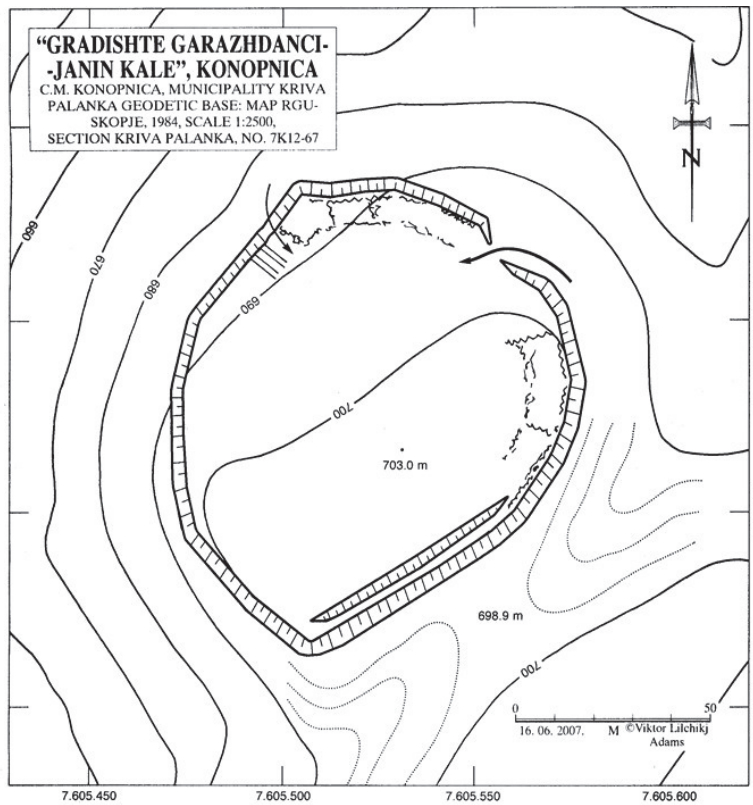 "GRADISHTE GARAZHDANCI-
-JANIN KALE", KONOPNICA
C.M. KONOPNICA, MUNICIPALITY KRIVA
PALANKA GEODETIC BASE: MAP RGU-
SKOPJE, 1984, SCALE 1:2500,
SECTION KRIVA PALANKA, NO. 7K12-67
N
660
670
680
690
700
703.0 m
698.9 m
700
0 50
16. 06. 2007. M ©Viktor Lilchikj
Adams
7.605.450 7.605.500 7.605.550 7.605.600